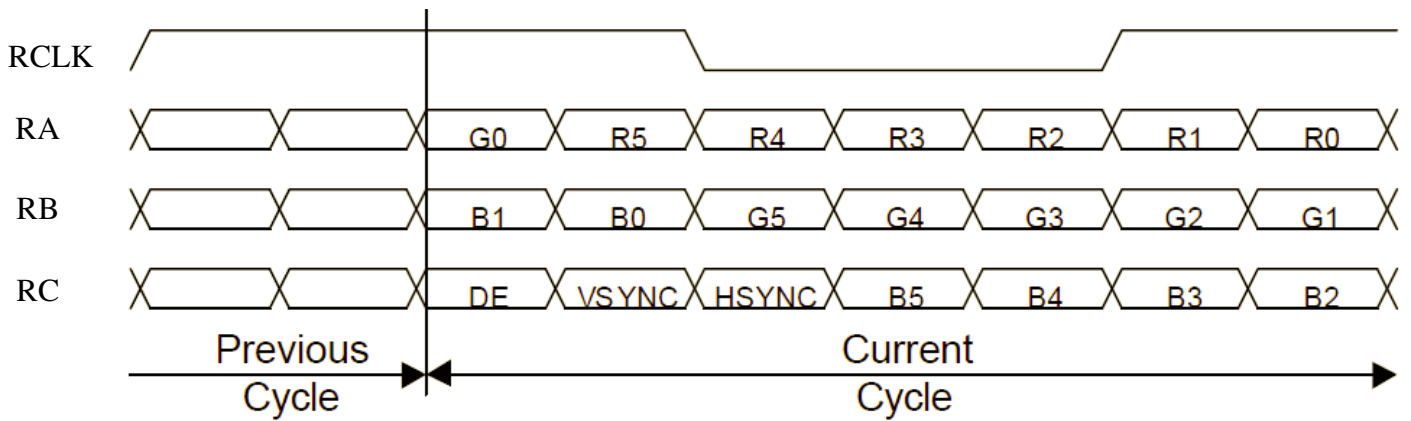 RCLK
RA G0 R5 R4 R3 R2 R1 R0
RB B1 B0 G5 G4 G3 G2 G1
RC DE VSYNC HSYNC B5 B4 B3 B2
Previous Current
Cycle Cycle